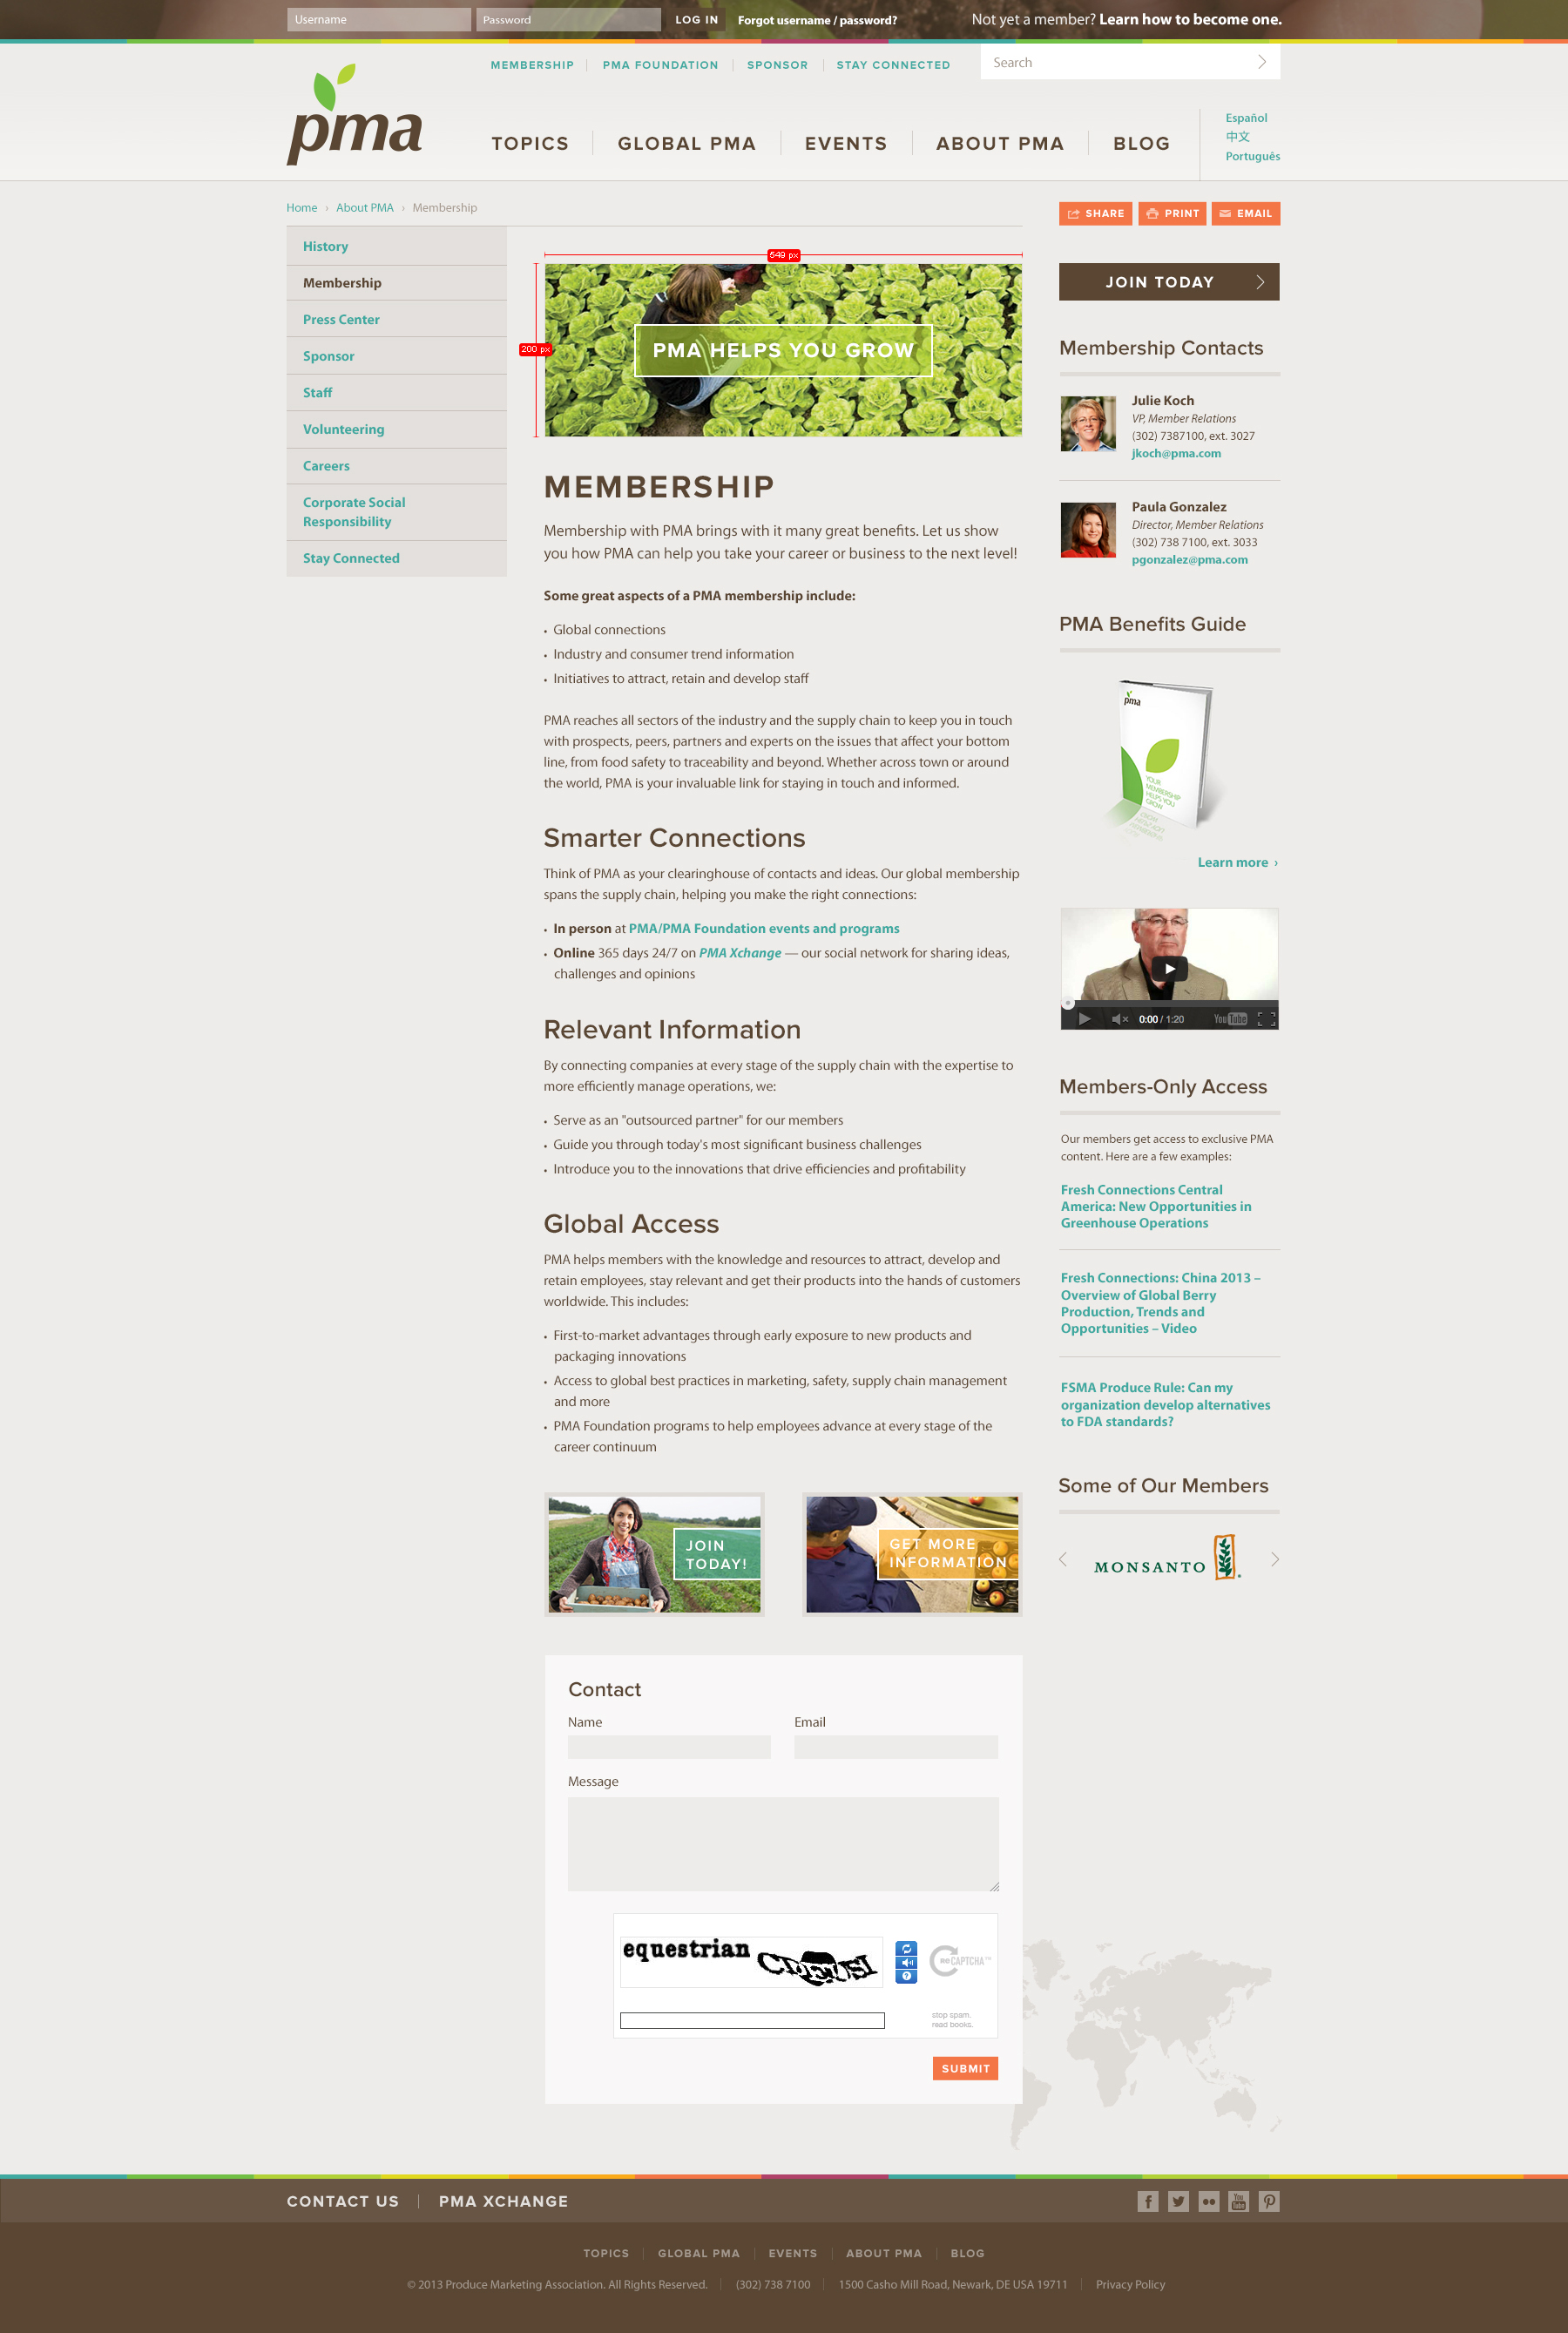 Username
Password
LOG IN
Forgot username / password?
Not yet a member? Learn how to become one.
MEMBERSHIP
PMA FOUNDATION
SPONSOR
STAY CONNECTED
Search
pma
TOPICS
GLOBAL PMA
EVENTS
ABOUT PMA
BLOG
Español
中文
Português
Home › About PMA › Membership
SHARE
PRINT
EMAIL
History
Membership
Press Center
Sponsor
Staff
Volunteering
Careers
Corporate Social
Responsibility
Stay Connected
549 px
200 px
PMA HELPS YOU GROW
MEMBERSHIP
Membership with PMA brings with it many great benefits. Let us show
you how PMA can help you take your career or business to the next level!
Some great aspects of a PMA membership include:
• Global connections
• Industry and consumer trend information
• Initiatives to attract, retain and develop staff
PMA reaches all sectors of the industry and the supply chain to keep you in touch
with prospects, peers, partners and experts on the issues that affect your bottom
line, from food safety to traceability and beyond. Whether across town or around
the world, PMA is your invaluable link for staying in touch and informed.
Smarter Connections
Think of PMA as your clearinghouse of contacts and ideas. Our global membership
spans the supply chain, helping you make the right connections:
• In person at PMA/PMA Foundation events and programs
• Online 365 days 24/7 on PMA Xchange — our social network for sharing ideas,
challenges and opinions
Relevant Information
By connecting companies at every stage of the supply chain with the expertise to
more efficiently manage operations, we:
• Serve as an "outsourced partner" for our members
• Guide you through today's most significant business challenges
• Introduce you to the innovations that drive efficiencies and profitability
Global Access
PMA helps members with the knowledge and resources to attract, develop and
retain employees, stay relevant and get their products into the hands of customers
worldwide. This includes:
• First-to-market advantages through early exposure to new products and
packaging innovations
• Access to global best practices in marketing, safety, supply chain management
and more
• PMA Foundation programs to help employees advance at every stage of the
career continuum
JOIN
TODAY!
GET MORE
INFORMATION
Contact
Name
Email
Message
equestrian
reCAPTCHA™
stop spam.
read books.
SUBMIT
JOIN TODAY
Membership Contacts
Julie Koch
VP, Member Relations
(302) 7387100, ext. 3027
jkoch@pma.com
Paula Gonzalez
Director, Member Relations
(302) 738 7100, ext. 3033
pgonzalez@pma.com
PMA Benefits Guide
pma
YOUR
MEMBERSHIP
HELPS YOU
GROW
Learn more ›
0:00 / 1:20
YouTube
Members-Only Access
Our members get access to exclusive PMA
content. Here are a few examples:
Fresh Connections Central
America: New Opportunities in
Greenhouse Operations
Fresh Connections: China 2013 –
Overview of Global Berry
Production, Trends and
Opportunities – Video
FSMA Produce Rule: Can my
organization develop alternatives
to FDA standards?
Some of Our Members
MONSANTO
CONTACT US
PMA XCHANGE
You Tube
TOPICS
GLOBAL PMA
EVENTS
ABOUT PMA
BLOG
© 2013 Produce Marketing Association. All Rights Reserved.
(302) 738 7100
1500 Casho Mill Road, Newark, DE USA 19711
Privacy Policy